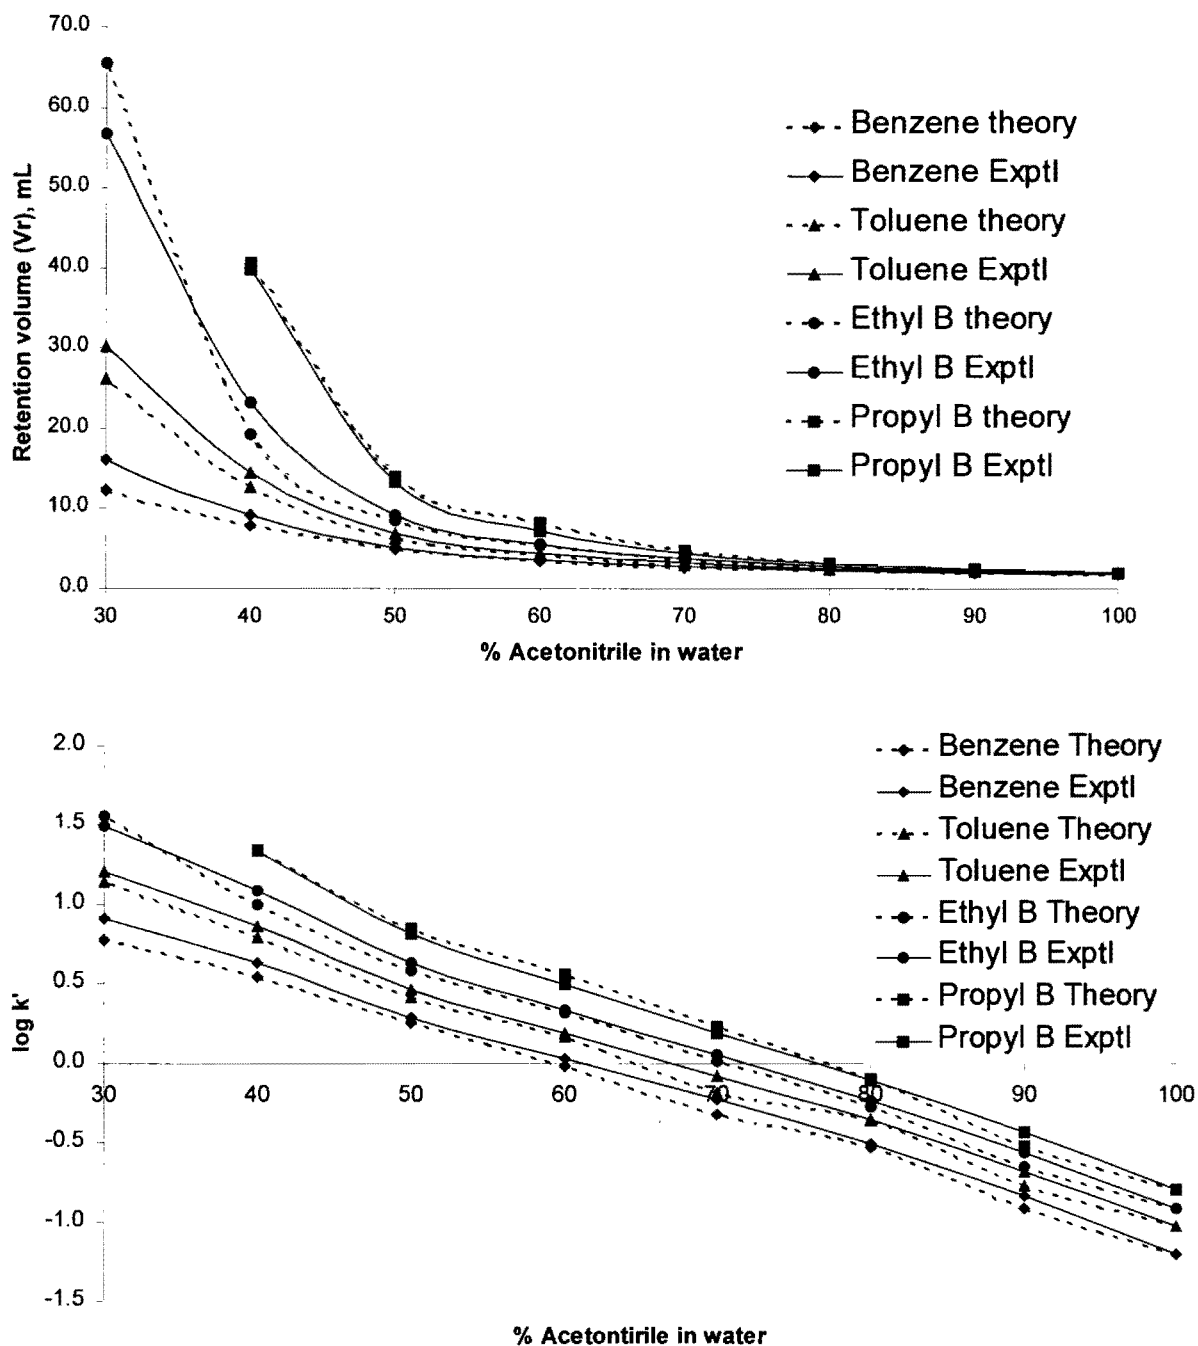 70.0
60.0
50.0
40.0
30.0
20.0
10.0
0.0
Retention volume (Vr), mL
30 40 50 60 70 80 90 100
% Acetonitrile in water
Benzene theory
Benzene Exptl
Toluene theory
Toluene Exptl
Ethyl B theory
Ethyl B Exptl
Propyl B theory
Propyl B Exptl
2.0
1.5
1.0
0.5
0.0
-0.5
-1.0
-1.5
log k'
30 40 50 60 70 80 90 100
% Acetontirile in water
Benzene Theory
Benzene Exptl
Toluene Theory
Toluene Exptl
Ethyl B Theory
Ethyl B Exptl
Propyl B Theory
Propyl B Exptl